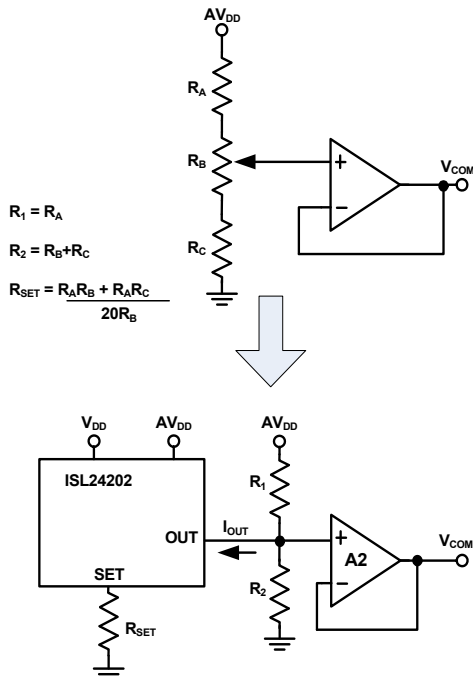 AVDD
RA
RB
+
−
VCOM
R1 = RA
R2 = RB+RC
RC
RSET = RARB + RARC
20RB
VDD
AVDD
AVDD
ISL24202
R1
OUT
IOUT
+
A2
−
VCOM
SET
R2
RSET